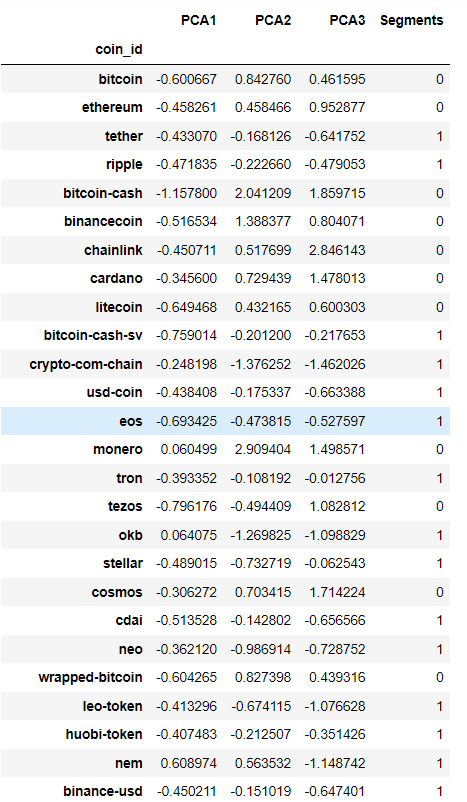 PCA1 PCA2 PCA3 Segments
coin_id
bitcoin -0.600667 0.842760 0.461595 0
ethereum -0.458261 0.458466 0.952877 0
tether -0.433070 -0.168126 -0.641752 1
ripple -0.471835 -0.222660 -0.479053 1
bitcoin-cash -1.157800 2.041209 1.859715 0
binancecoin -0.516534 1.388377 0.804071 0
chainlink -0.450711 0.517699 2.846143 0
cardano -0.345600 0.729439 1.478013 0
litecoin -0.649468 0.432165 0.600303 0
bitcoin-cash-sv -0.759014 -0.201200 -0.217653 1
crypto-com-chain -0.248198 -1.376252 -1.462026 1
usd-coin -0.438408 -0.175337 -0.663388 1
eos -0.693425 -0.473815 -0.527597 1
monero 0.060499 2.909404 1.498571 0
tron -0.393352 -0.108192 -0.012756 1
tezos -0.796176 -0.494409 1.082812 0
okb 0.064075 -1.269825 -1.098829 1
stellar -0.489015 -0.732719 -0.062543 1
cosmos -0.306272 0.703415 1.714224 0
cdai -0.513528 -0.142802 -0.656566 1
neo -0.362120 -0.986914 -0.728752 1
wrapped-bitcoin -0.604265 0.827398 0.439316 0
leo-token -0.413296 -0.674115 -1.076628 1
huobi-token -0.407483 -0.212507 -0.351426 1
nem 0.608974 0.563532 -1.148742 1
binance-usd -0.450211 -0.151019 -0.647401 1